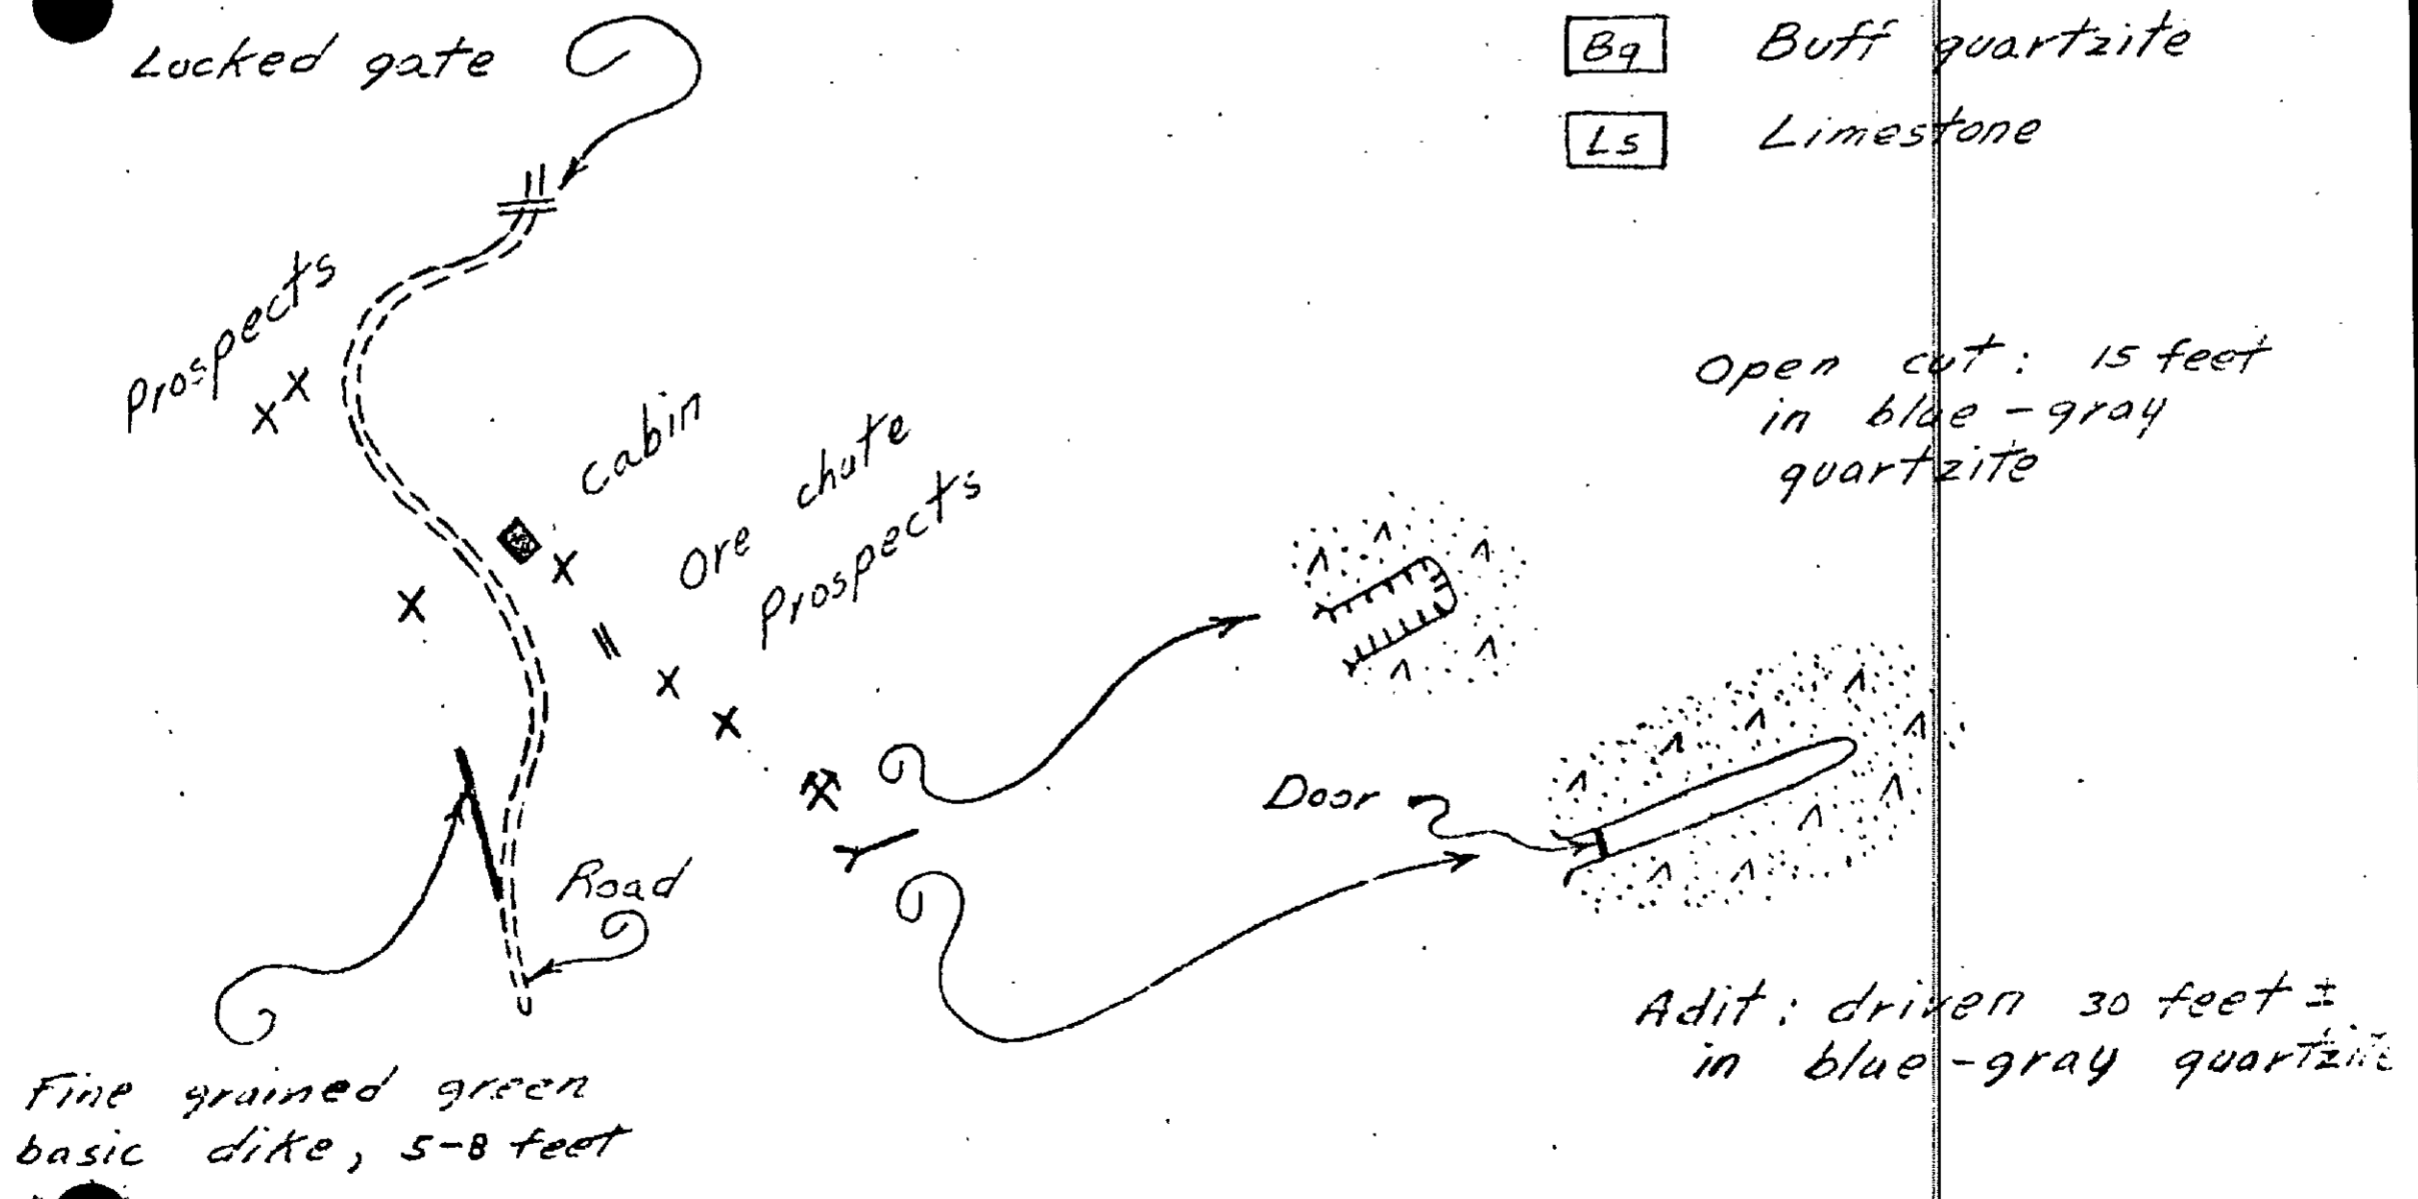 Locked gate
Bq Buff quartzite
Ls Limestone
Prospects
Open cut: 15 feet
in blue-gray
quartzite
cabin
Ore chute
Prospects
Door
Road
Adit: driven 30 feet ±
in blue-gray quartzite
Fine grained green
basic dike, 5-8 feet